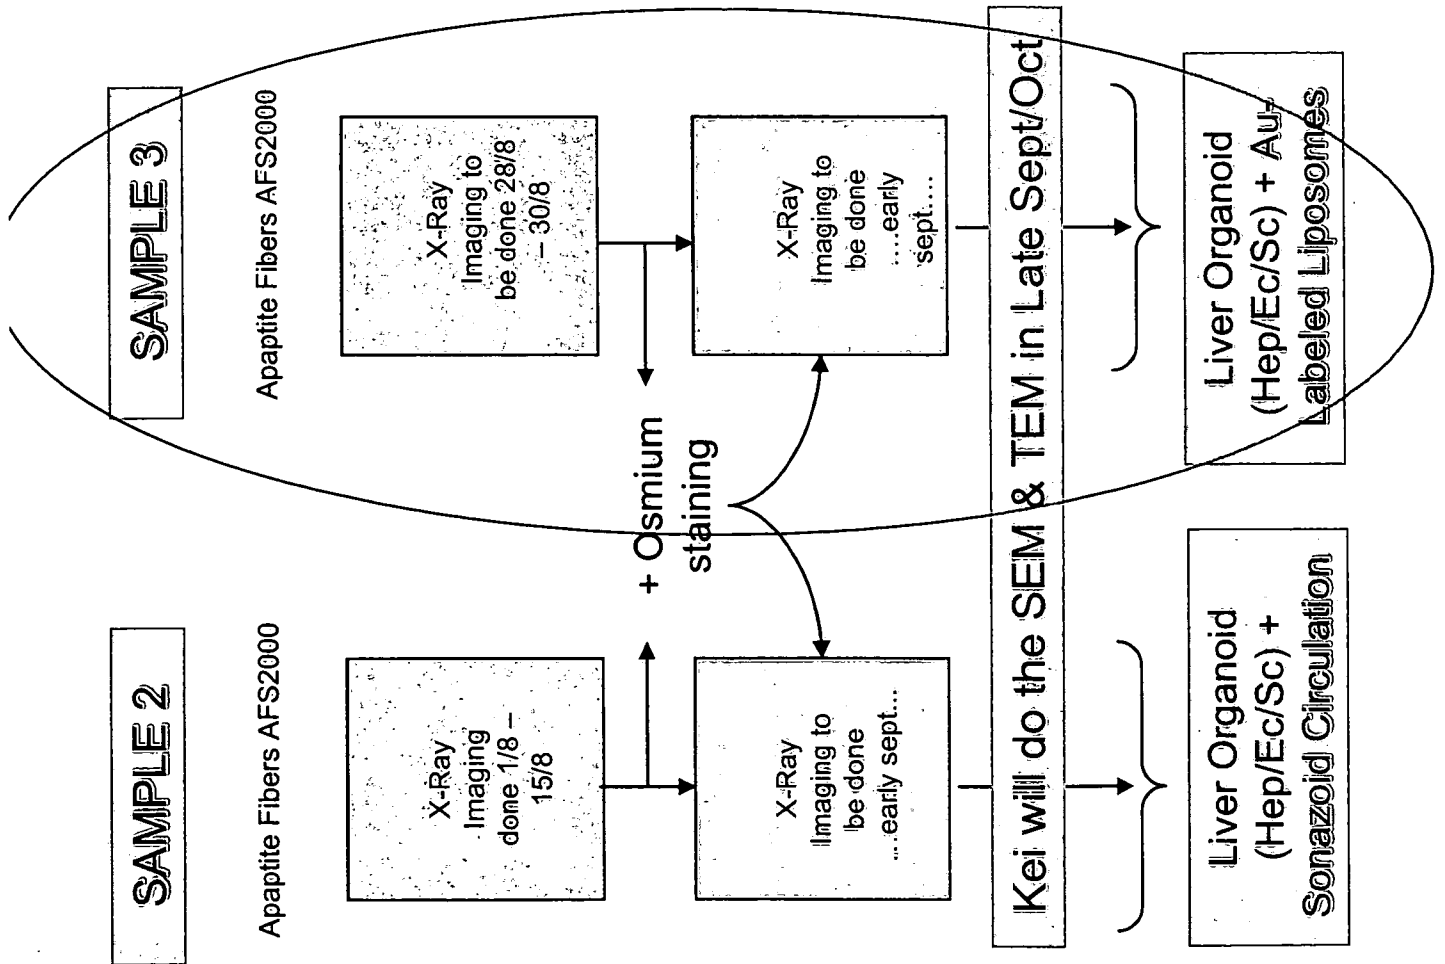 SAMPLE 2
Apaptite Fibers AFS2000
X-Ray
Imaging
done 1/8 –
15/8
X-Ray
Imaging to
be done
....early sept...
SAMPLE 3
Apaptite Fibers AFS2000
X-Ray
Imaging to
be done 28/8
– 30/8
X-Ray
Imaging to
be done
....early
sept....
+ Osmium
staining
Kei will do the SEM & TEM in Late Sept/Oct
Liver Organoid
(Hep/Ec/Sc) +
Sonazoid Circulation
Liver Organoid
(Hep/Ec/Sc) + Au-
Labeled Liposomes